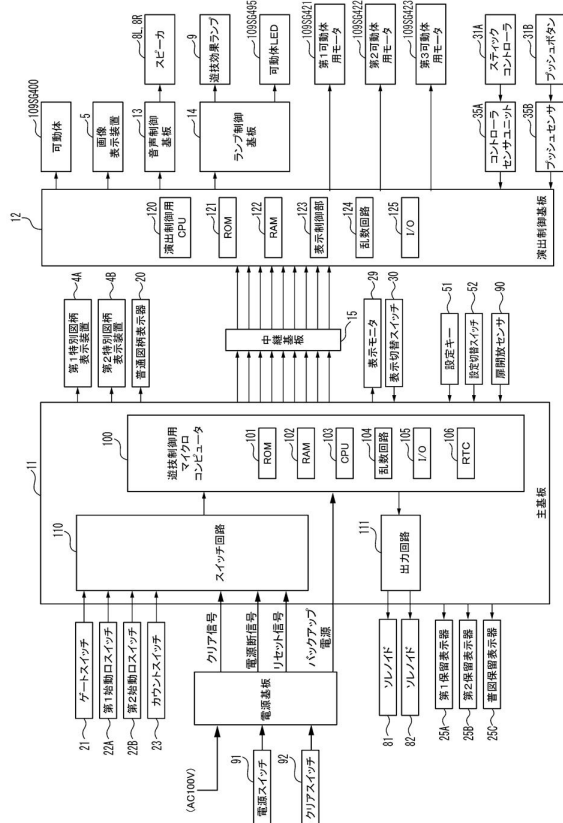 109SG400
可動体
5
画像
表示装置
8L, 8R
スピーカ
13
音声制御
基板
9
遊技効果ランプ
14
ランプ制御
基板
109SG495
可動体LED
109SG421
第1可動体
用モータ
109SG422
第2可動体
用モータ
109SG423
第3可動体
用モータ
35A
コントローラ
センサユニット
31A
スティック
コントローラ
35B
プッシュセンサ
31B
プッシュボタン
12
120
演出制御用
CPU
121
ROM
122
RAM
123
表示制御部
124
乱数回路
125
I/O
演出制御基板
4A
第1特別図柄
表示装置
4B
第2特別図柄
表示装置
20
普通図柄表示器
中継基板
15
29
表示モニタ
30
表示切替スイッチ
51
設定キー
52
設定切替スイッチ
90
扉開放センサ
11
100
遊技制御用
マイクロ
コンピュータ
101
ROM
102
RAM
103
CPU
104
乱数回路
105
I/O
106
RTC
主基板
110
スイッチ回路
111
出力回路
クリア信号
電源断信号
リセット信号
バックアップ
電源
21
ゲートスイッチ
22A
第1始動口スイッチ
22B
第2始動口スイッチ
23
カウントスイッチ
電源基板
(AC100V)
91
電源スイッチ
92
クリアスイッチ
81
ソレノイド
82
ソレノイド
25A
第1保留表示器
25B
第2保留表示器
25C
普図保留表示器